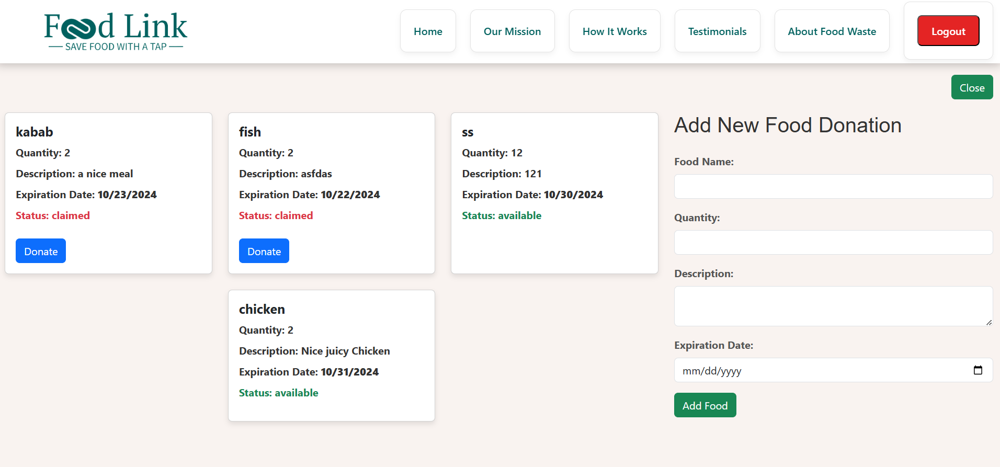 Food Link
SAVE FOOD WITH A TAP
Home
Our Mission
How It Works
Testimonials
About Food Waste
Logout
Close
kabab
Quantity: 2
Description: a nice meal
Expiration Date: 10/23/2024
Status: claimed
Donate
fish
Quantity: 2
Description: asfdas
Expiration Date: 10/22/2024
Status: claimed
Donate
ss
Quantity: 12
Description: 121
Expiration Date: 10/30/2024
Status: available
chicken
Quantity: 2
Description: Nice juicy Chicken
Expiration Date: 10/31/2024
Status: available
Add New Food Donation
Food Name:
Quantity:
Description:
Expiration Date:
mm/dd/yyyy
Add Food